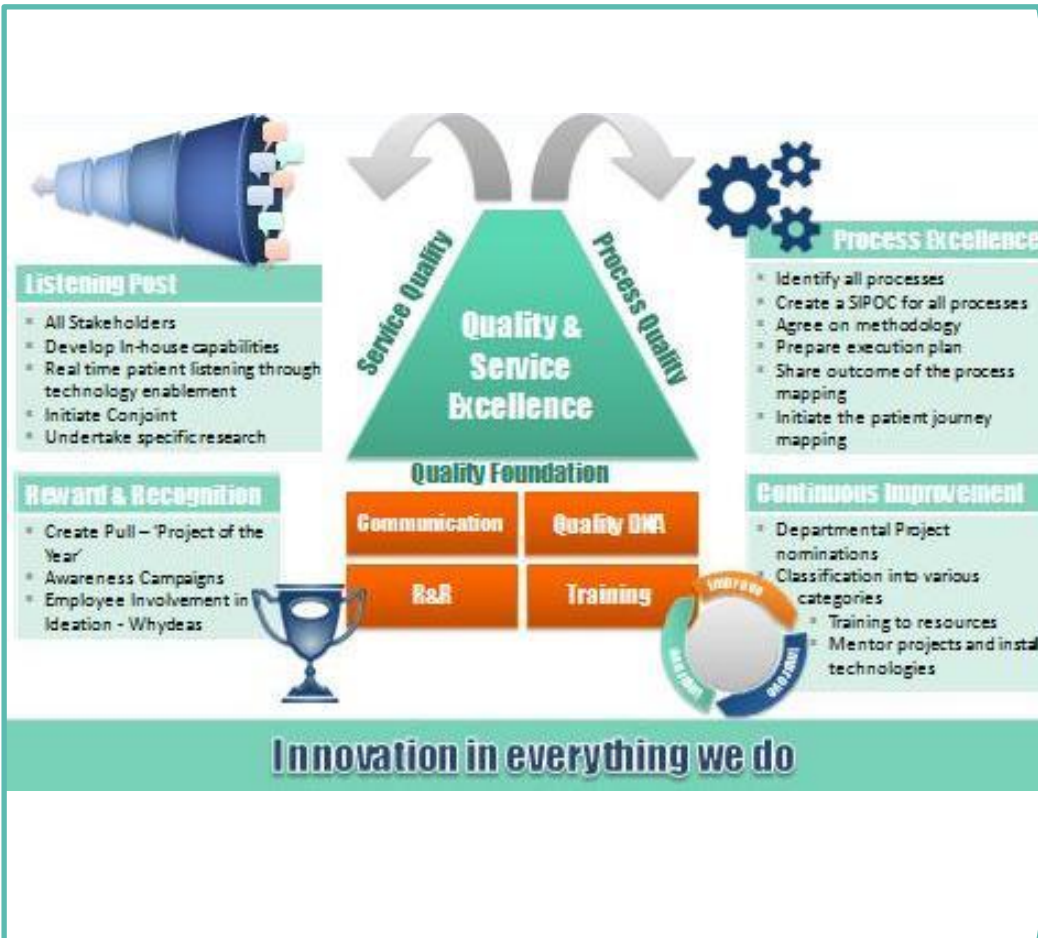 Listening Post
All Stakeholders
Develop In-house capabilities
Real time patient listening through
technology enablement
Initiate Conjoint
Undertake specific research
Reward & Recognition
Create Pull – 'Project of the
Year'
Awareness Campaigns
Employee Involvement in
Ideation - Whydeas
Service Quality
Process Quality
Quality &
Service
Excellence
Quality Foundation
Communication
Quality DNA
R&R
Training
Process Excellence
Identify all processes
Create a SIPOC for all processes
Agree on methodology
Prepare execution plan
Share outcome of the process
mapping
Initiate the patient journey
mapping
Continuous Improvement
Departmental Project
nominations
Classification into various
categories
Training to resources
Mentor projects and instal
technologies
Improve
Improve
Improve
Innovation in everything we do